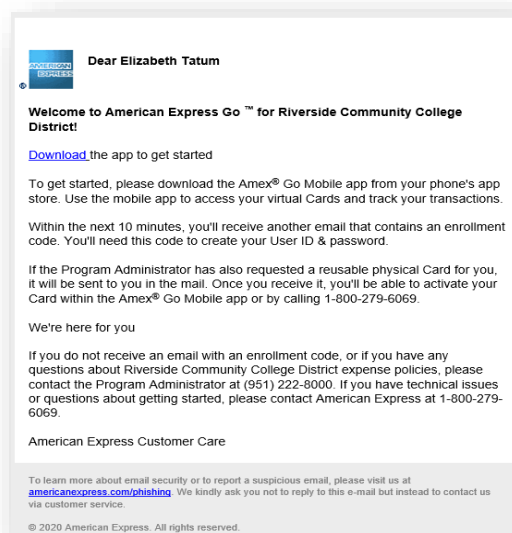 AMERICAN
EXPRESS
®
Dear Elizabeth Tatum
Welcome to American Express Go ™ for Riverside Community College
District!
Download the app to get started
To get started, please download the Amex® Go Mobile app from your phone's app
store. Use the mobile app to access your virtual Cards and track your transactions.
Within the next 10 minutes, you'll receive another email that contains an enrollment
code. You'll need this code to create your User ID & password.
If the Program Administrator has also requested a reusable physical Card for you,
it will be sent to you in the mail. Once you receive it, you'll be able to activate your
Card within the Amex® Go Mobile app or by calling 1-800-279-6069.
We're here for you
If you do not receive an email with an enrollment code, or if you have any
questions about Riverside Community College District expense policies, please
contact the Program Administrator at (951) 222-8000. If you have technical issues
or questions about getting started, please contact American Express at 1-800-279-
6069.
American Express Customer Care
To learn more about email security or to report a suspicious email, please visit us at
americanexpress.com/phishing. We kindly ask you not to reply to this e-mail but instead to contact us
via customer service.
© 2020 American Express. All rights reserved.